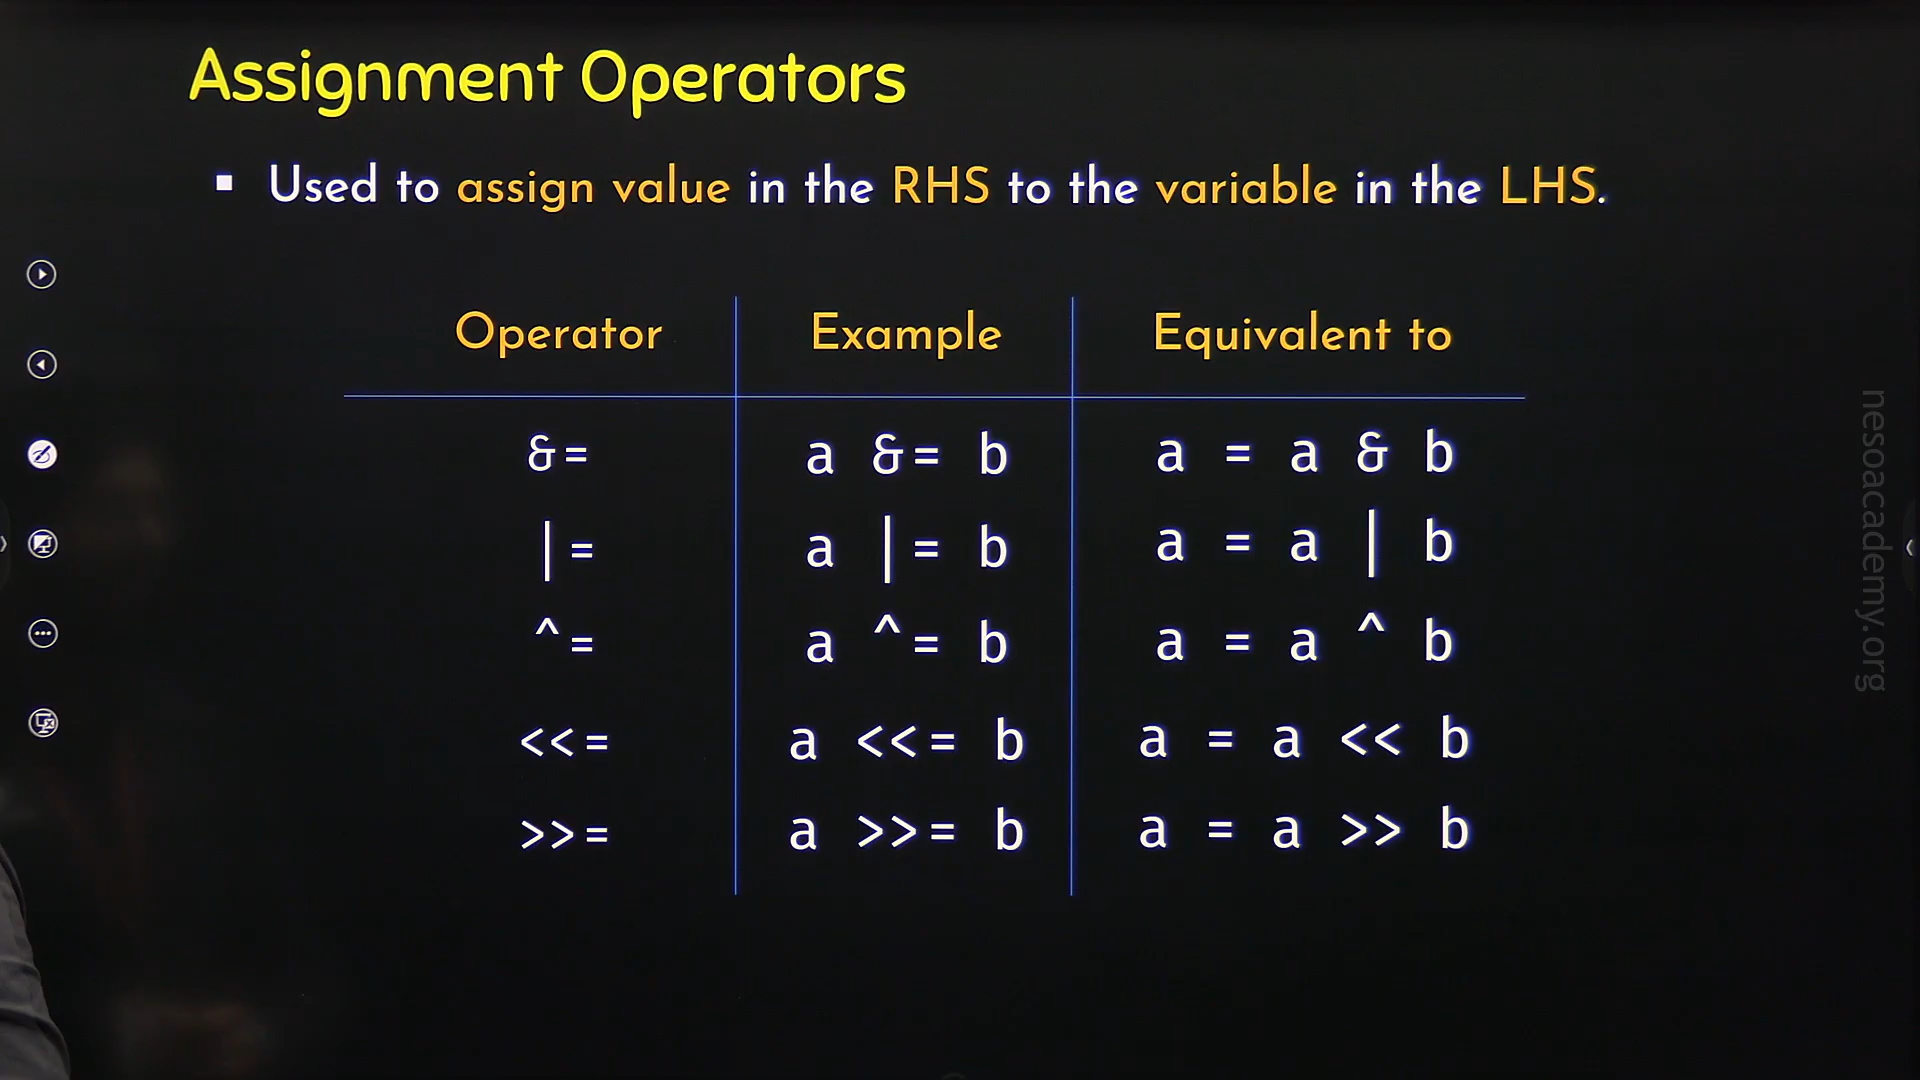 Assignment Operators
▪ Used to assign value in the RHS to the variable in the LHS.
Operator Example Equivalent to
&= a &= b a = a & b
|= a |= b a = a | b
^= a ^= b a = a ^ b
<<= a <<= b a = a << b
>>= a >>= b a = a >> b
nesoacademy.org